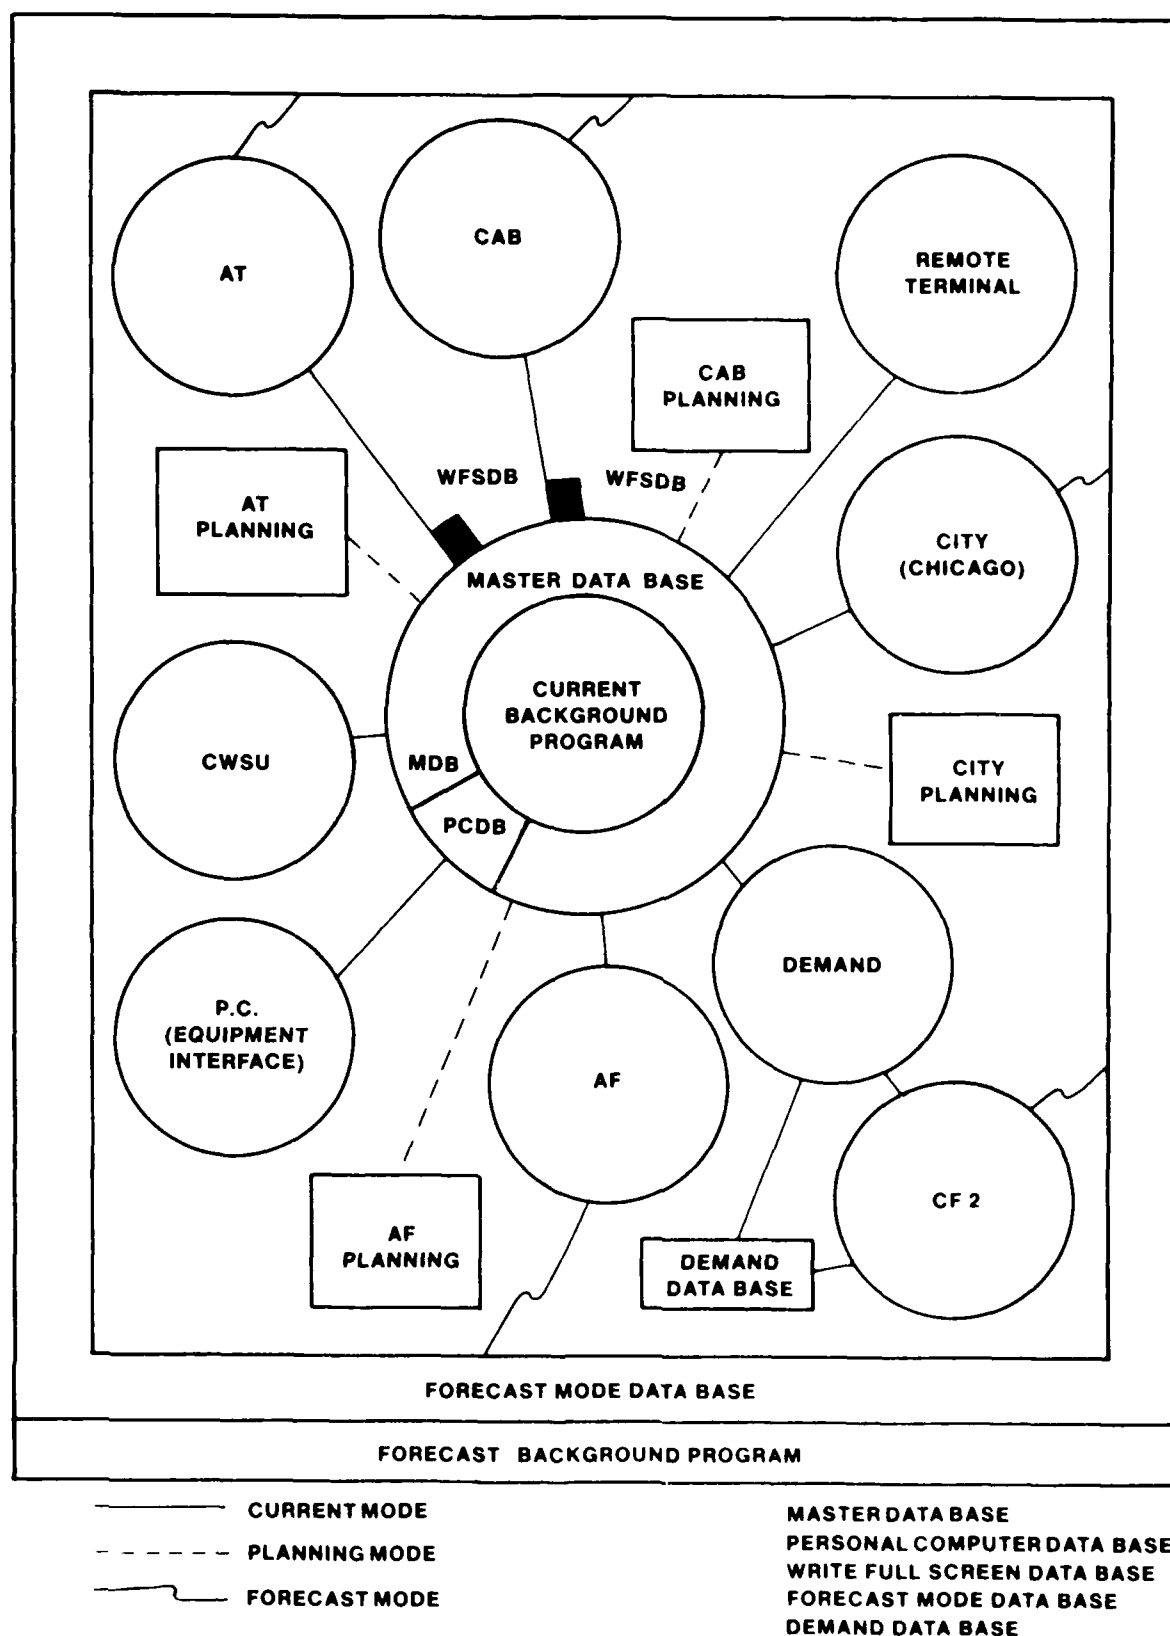 AT
CAB
REMOTE
TERMINAL
CAB
PLANNING
WFSDB
WFSDB
AT
PLANNING
CITY
(CHICAGO)
MASTER DATA BASE
CURRENT
BACKGROUND
PROGRAM
CWSU
MDB
PCDB
CITY
PLANNING
DEMAND
P.C.
(EQUIPMENT
INTERFACE)
AF
CF 2
AF
PLANNING
DEMAND
DATA BASE
FORECAST MODE DATA BASE
FORECAST BACKGROUND PROGRAM
CURRENT MODE
PLANNING MODE
FORECAST MODE
MASTER DATA BASE
PERSONAL COMPUTER DATA BASE
WRITE FULL SCREEN DATA BASE
FORECAST MODE DATA BASE
DEMAND DATA BASE